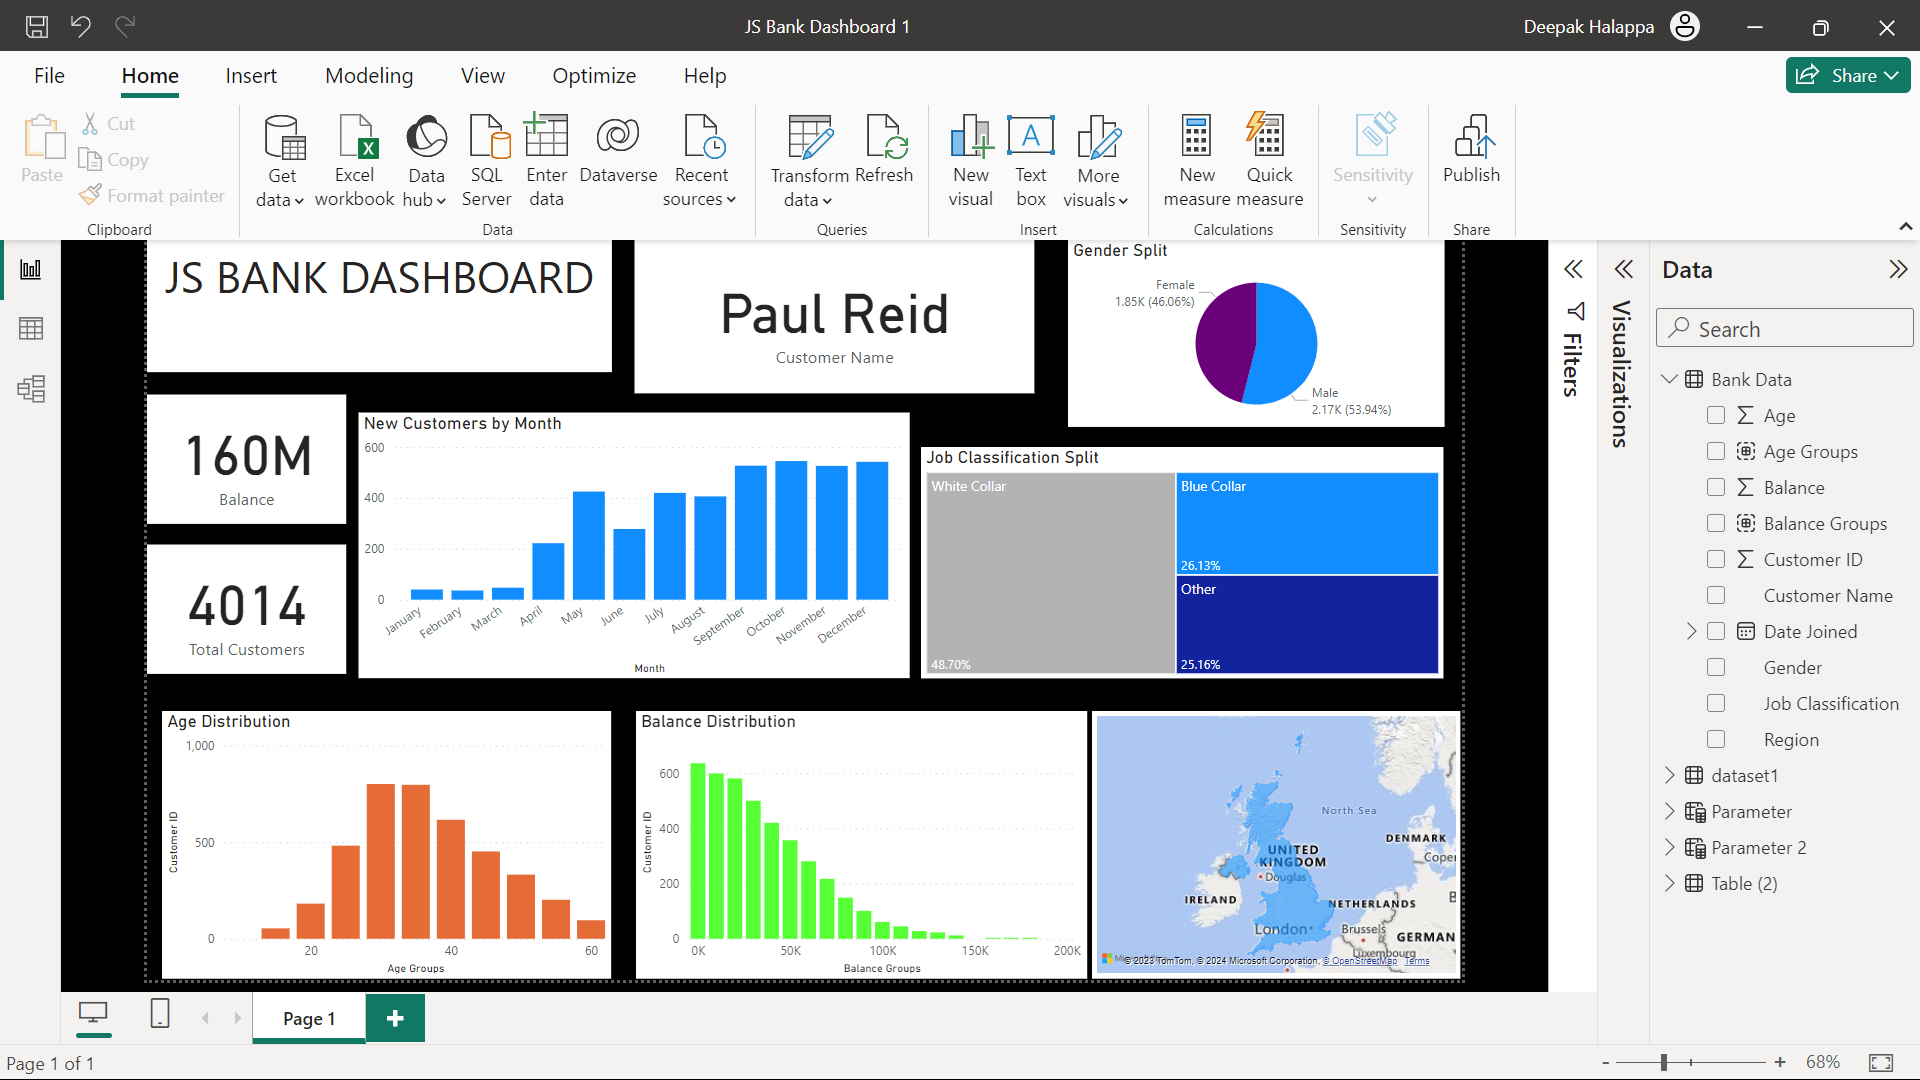 JS Bank Dashboard 1
Deepak Halappa
File
Home
Insert
Modeling
View
Optimize
Help
Share
Paste
Cut
Copy
Format painter
Clipboard
Get data
Excel workbook
Data hub
SQL Server
Enter data
Dataverse
Recent sources
Data
Transform data
Refresh
Queries
New visual
Text box
More visuals
Insert
New measure
Quick measure
Calculations
Sensitivity
Sensitivity
Publish
Share
JS BANK DASHBOARD
Paul Reid
Customer Name
Gender Split
Female
1.85K (46.06%)
Male
2.17K (53.94%)
160M
Balance
4014
Total Customers
New Customers by Month
600
400
200
0
January
February
March
April
May
June
July
August
September
October
November
December
Month
Job Classification Split
White Collar
48.70%
Blue Collar
26.13%
Other
25.16%
Age Distribution
1,000
500
0
Customer ID
20
40
60
Age Groups
Balance Distribution
600
400
200
0
Customer ID
0K
50K
100K
150K
200K
Balance Groups
North Sea
DENMARK
Coper
UNITED
KINGDOM
Douglas
IRELAND
NETHERLANDS
London
Brussels
GERMAN
Luxembourg
© 2023 TomTom, © 2024 Microsoft Corporation, © OpenStreetMap Terms
Filters
Visualizations
Data
Search
Bank Data
Age
Age Groups
Balance
Balance Groups
Customer ID
Customer Name
Date Joined
Gender
Job Classification
Region
dataset1
Parameter
Parameter 2
Table (2)
Page 1
Page 1 of 1
68%